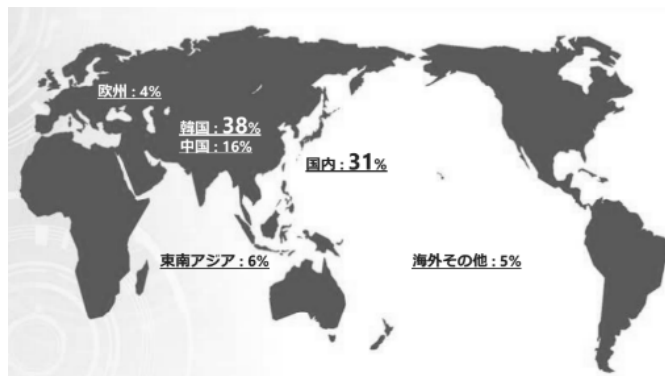 欧州 : 4%
韓国 : 38%
中国 : 16%
国内 : 31%
東南アジア : 6%
海外その他 : 5%